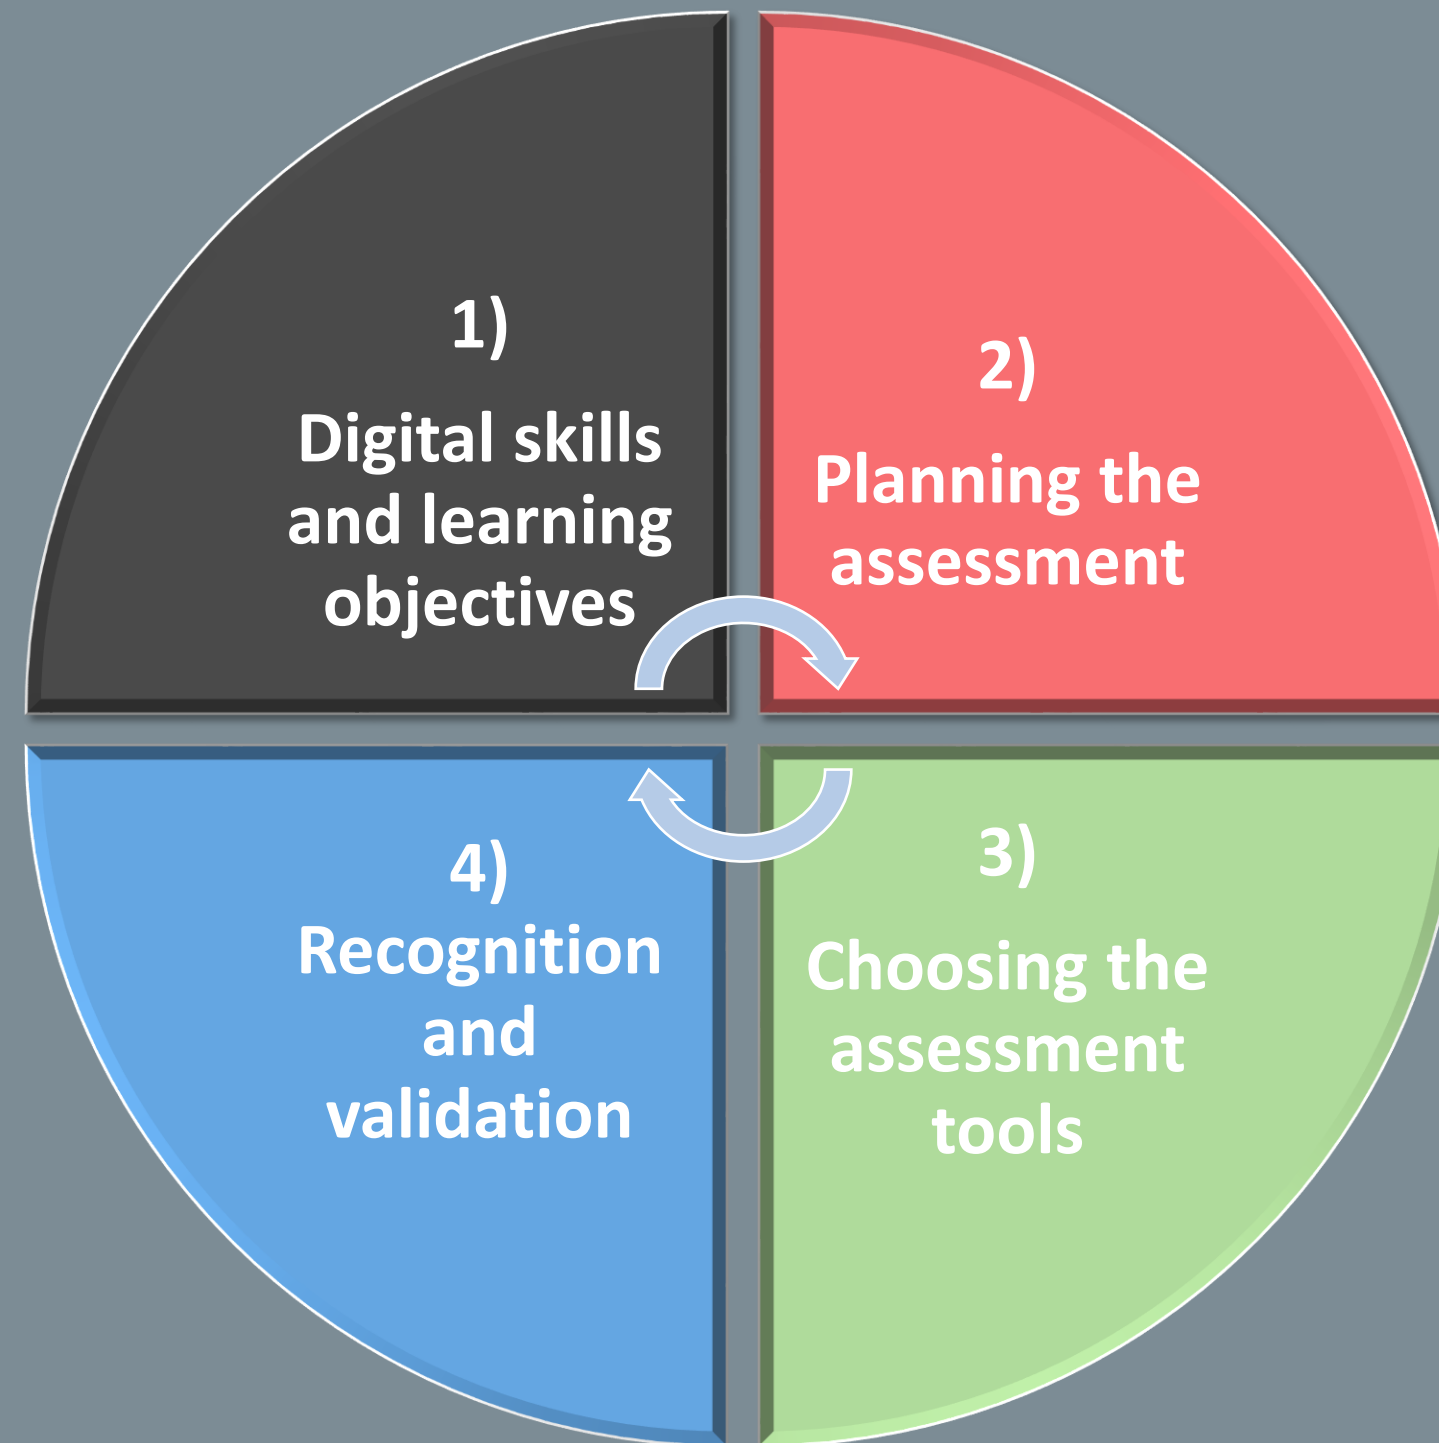 1)
Digital skills
and learning
objectives
2)
Planning the
assessment
3)
Choosing the
assessment
tools
4)
Recognition
and
validation